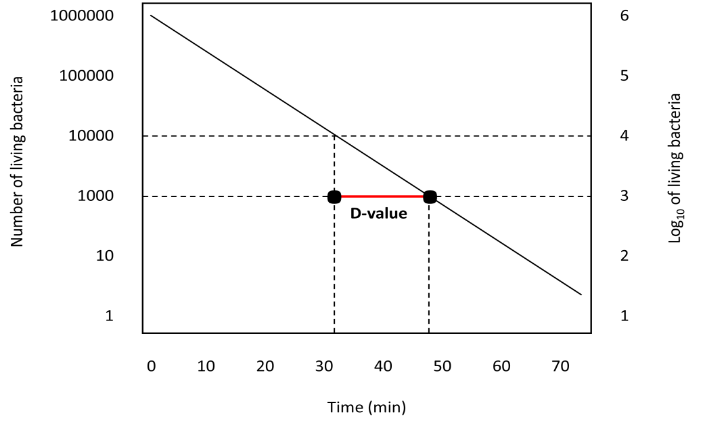 Number of living bacteria
1000000
100000
10000
1000
10
1
6
5
4
3
2
1
Log10 of living bacteria
D-value
0 10 20 30 40 50 60 70
Time (min)